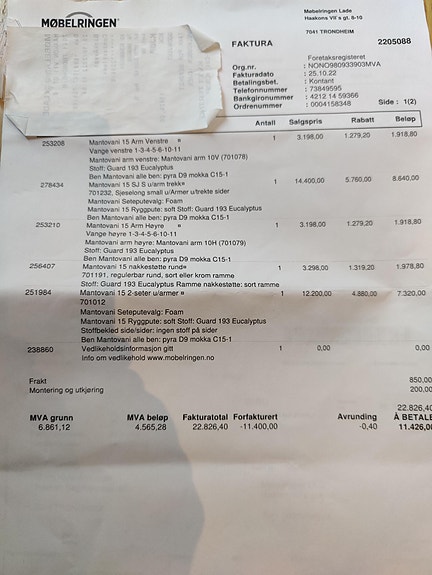 MØBELRINGEN
Møbelringen Lade
Haakons VII's gt. 8-10
7041 TRONDHEIM
FAKTURA 2205088
Foretaksregisteret
Org.nr. : NONO980933903MVA
Fakturadato : 25.10.22
Betalingsbet. : Kontant
Telefonnummer : 73849595
Bankgironummer : 4212 14 59366
Ordrenummer : 0004158348 Side : 1(2)
Antall Salgspris Rabatt Beløp
253208 Mantovani 15 Arm Venstre ¤ 1 3.198,00 1.279,20 1.918,80
Vange venstre 1-3-4-5-6-10-11
Mantovani arm venstre: Mantovani arm 10V (701078)
Stoff: Guard 193 Eucalyptus
Ben Mantovani alle ben: pyra D9 mokka C15-1
278434 Mantovani 15 SJ S u/arm trekk¤ 1 14.400,00 5.760,00 8.640,00
701232, Sjeselong small u/Armer u/trekte sider
Mantovani Seteputevalg: Foam
Mantovani 15 Ryggpute: soft Stoff: Guard 193 Eucalyptus
Ben Mantovani alle ben: pyra D9 mokka C15-1
253210 Mantovani 15 Arm Høyre ¤ 1 3.198,00 1.279,20 1.918,80
Vange høyre 1-3-4-5-6-10-11
Mantovani arm høyre: Mantovani arm 10H (701079)
Stoff: Guard 193 Eucalyptus
Ben Mantovani alle ben: pyra D9 mokka C15-1
256407 Mantovani 15 nakkestøtte rund¤ 1 3.298,00 1.319,20 1.978,80
701191, regulerbar rund, sort eller krom ramme
Stoff: Guard 193 Eucalyptus Ramme nakkestøtte: sort ramme
251984 Mantovani 15 2-seter u/armer ¤ 1 12.200,00 4.880,00 7.320,00
701012
Mantovani Seteputevalg: Foam
Mantovani 15 Ryggpute: soft Stoff: Guard 193 Eucalyptus
Stoffbekled side/sider: ingen stoff på sider
Ben Mantovani alle ben: pyra D9 mokka C15-1
238860 Vedlikeholdsinformasjon gitt 1 0,00 0,00
Info om vedlikehold www.mobelringen.no
Frakt 850,00
Montering og utkjøring 200,00
22.826,40
MVA grunn MVA beløp Fakturatotal Forfakturert Avrunding Å BETALE
6.861,12 4.565,28 22.826,40 -11.400,00 -0,40 11.426,00